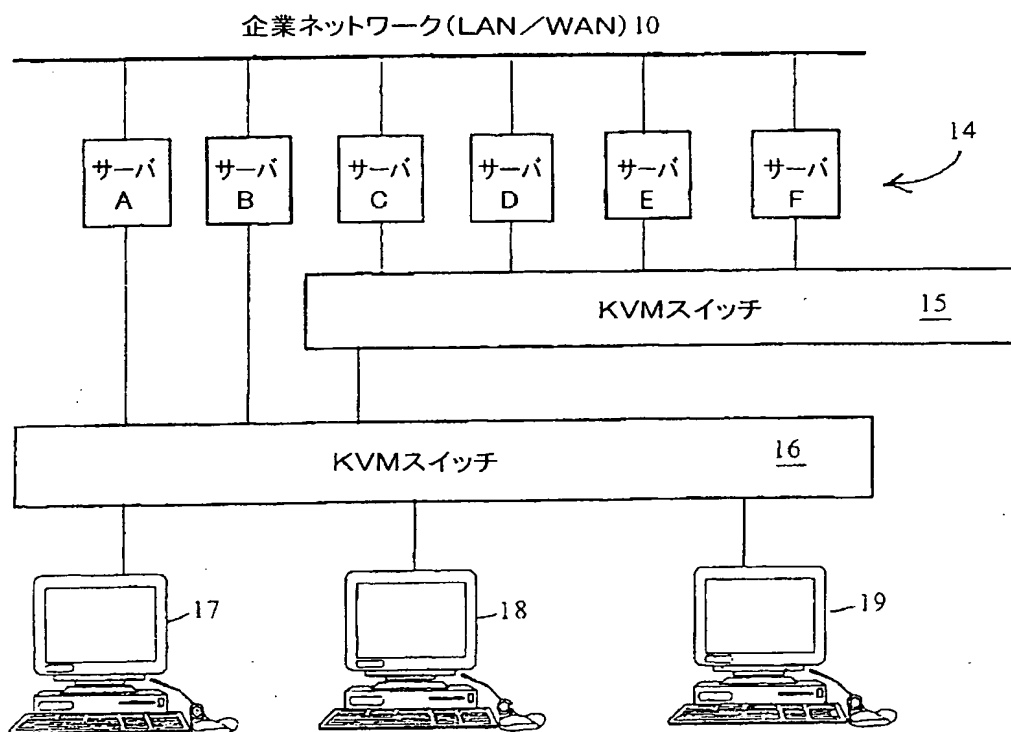 企業ネットワーク(LAN/WAN)10
サーバ
A
サーバ
B
サーバ
C
サーバ
D
サーバ
E
サーバ
F
14
KVMスイッチ
15
KVMスイッチ
16
17
18
19